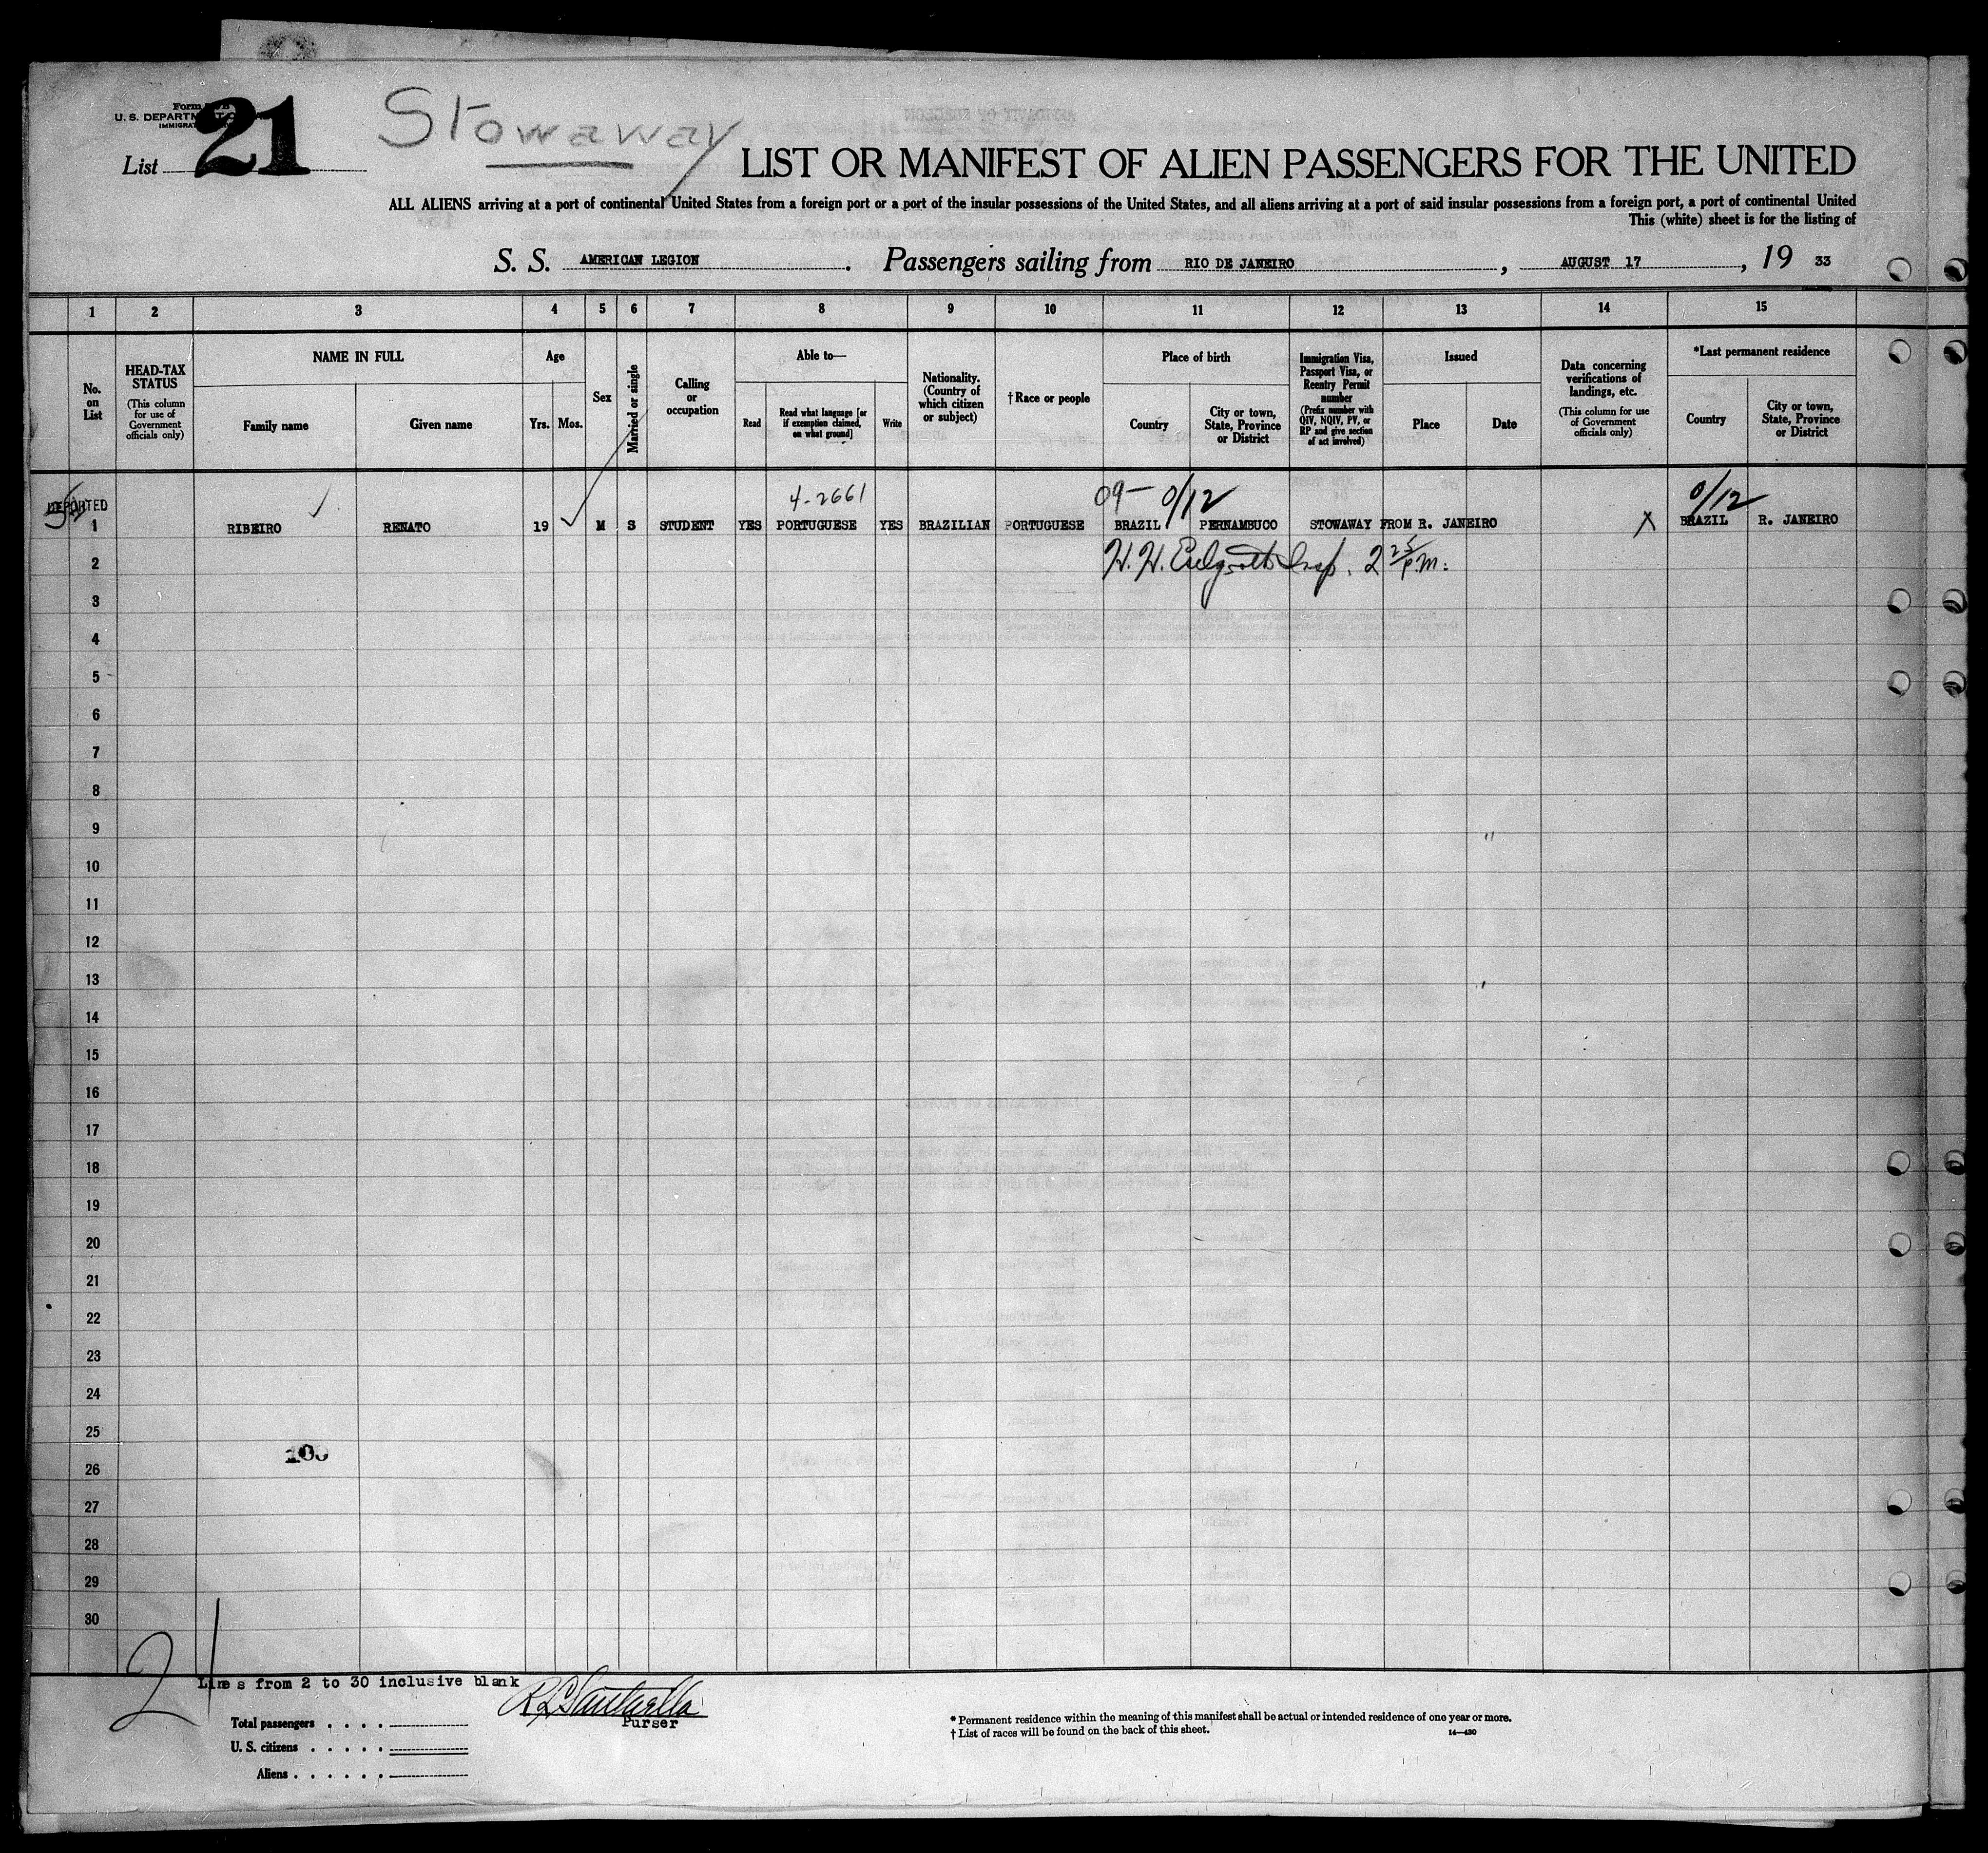 Form
U. S. DEPARTM
IMMIGRAT
List 21
Stowaway
LIST OR MANIFEST OF ALIEN PASSENGERS FOR THE UNITED
ALL ALIENS arriving at a port of continental United States from a foreign port or a port of the insular possessions of the United States, and all aliens arriving at a port of said insular possessions from a foreign port, a port of continental United
This (white) sheet is for the listing of
S. S. AMERICAN LEGION. Passengers sailing from RIO DE JANEIRO, AUGUST 17, 19 33
1 2 3 4 5 6 7 8 9 10 11 12 13 14 15
No. on List
HEAD-TAX STATUS (This column for use of Government officials only)
NAME IN FULL
Family name Given name
Age
Yrs. Mos.
Sex
Married or single
Calling or occupation
Able to—
Read Read what language [or if exemption claimed, on what ground] Write
Nationality. (Country of which citizen or subject)
† Race or people
Place of birth
Country City or town, State, Province or District
Immigration Visa, Passport Visa, or Reentry Permit number (Prefix number with QIV, NQIV, PV, or RP and give section of act involved)
Issued
Place Date
Data concerning verifications of landings, etc. (This column for use of Government officials only)
*Last permanent residence
Country City or town, State, Province or District
DEPORTED
4-2661 09- 0/12 0/12
1 RIBEIRO RENATO 19 M S STUDENT YES PORTUGUESE YES BRAZILIAN PORTUGUESE BRAZIL PERNAMBUCO STOWAWAY FROM R. JANEIRO X BRAZIL R. JANEIRO
2 H. H. Insp. 2 25 P.M.
3
4
5
6
7
8
9
10
11
12
13
14
15
16
17
18
19
20
21
22
23
24
25
26
27
28
29
30
21
Lines from 2 to 30 inclusive blank
Purser
Total passengers . . . .
U. S. citizens . . . . .
Aliens . . . . . .
* Permanent residence within the meaning of this manifest shall be actual or intended residence of one year or more.
† List of races will be found on the back of this sheet.
14—430